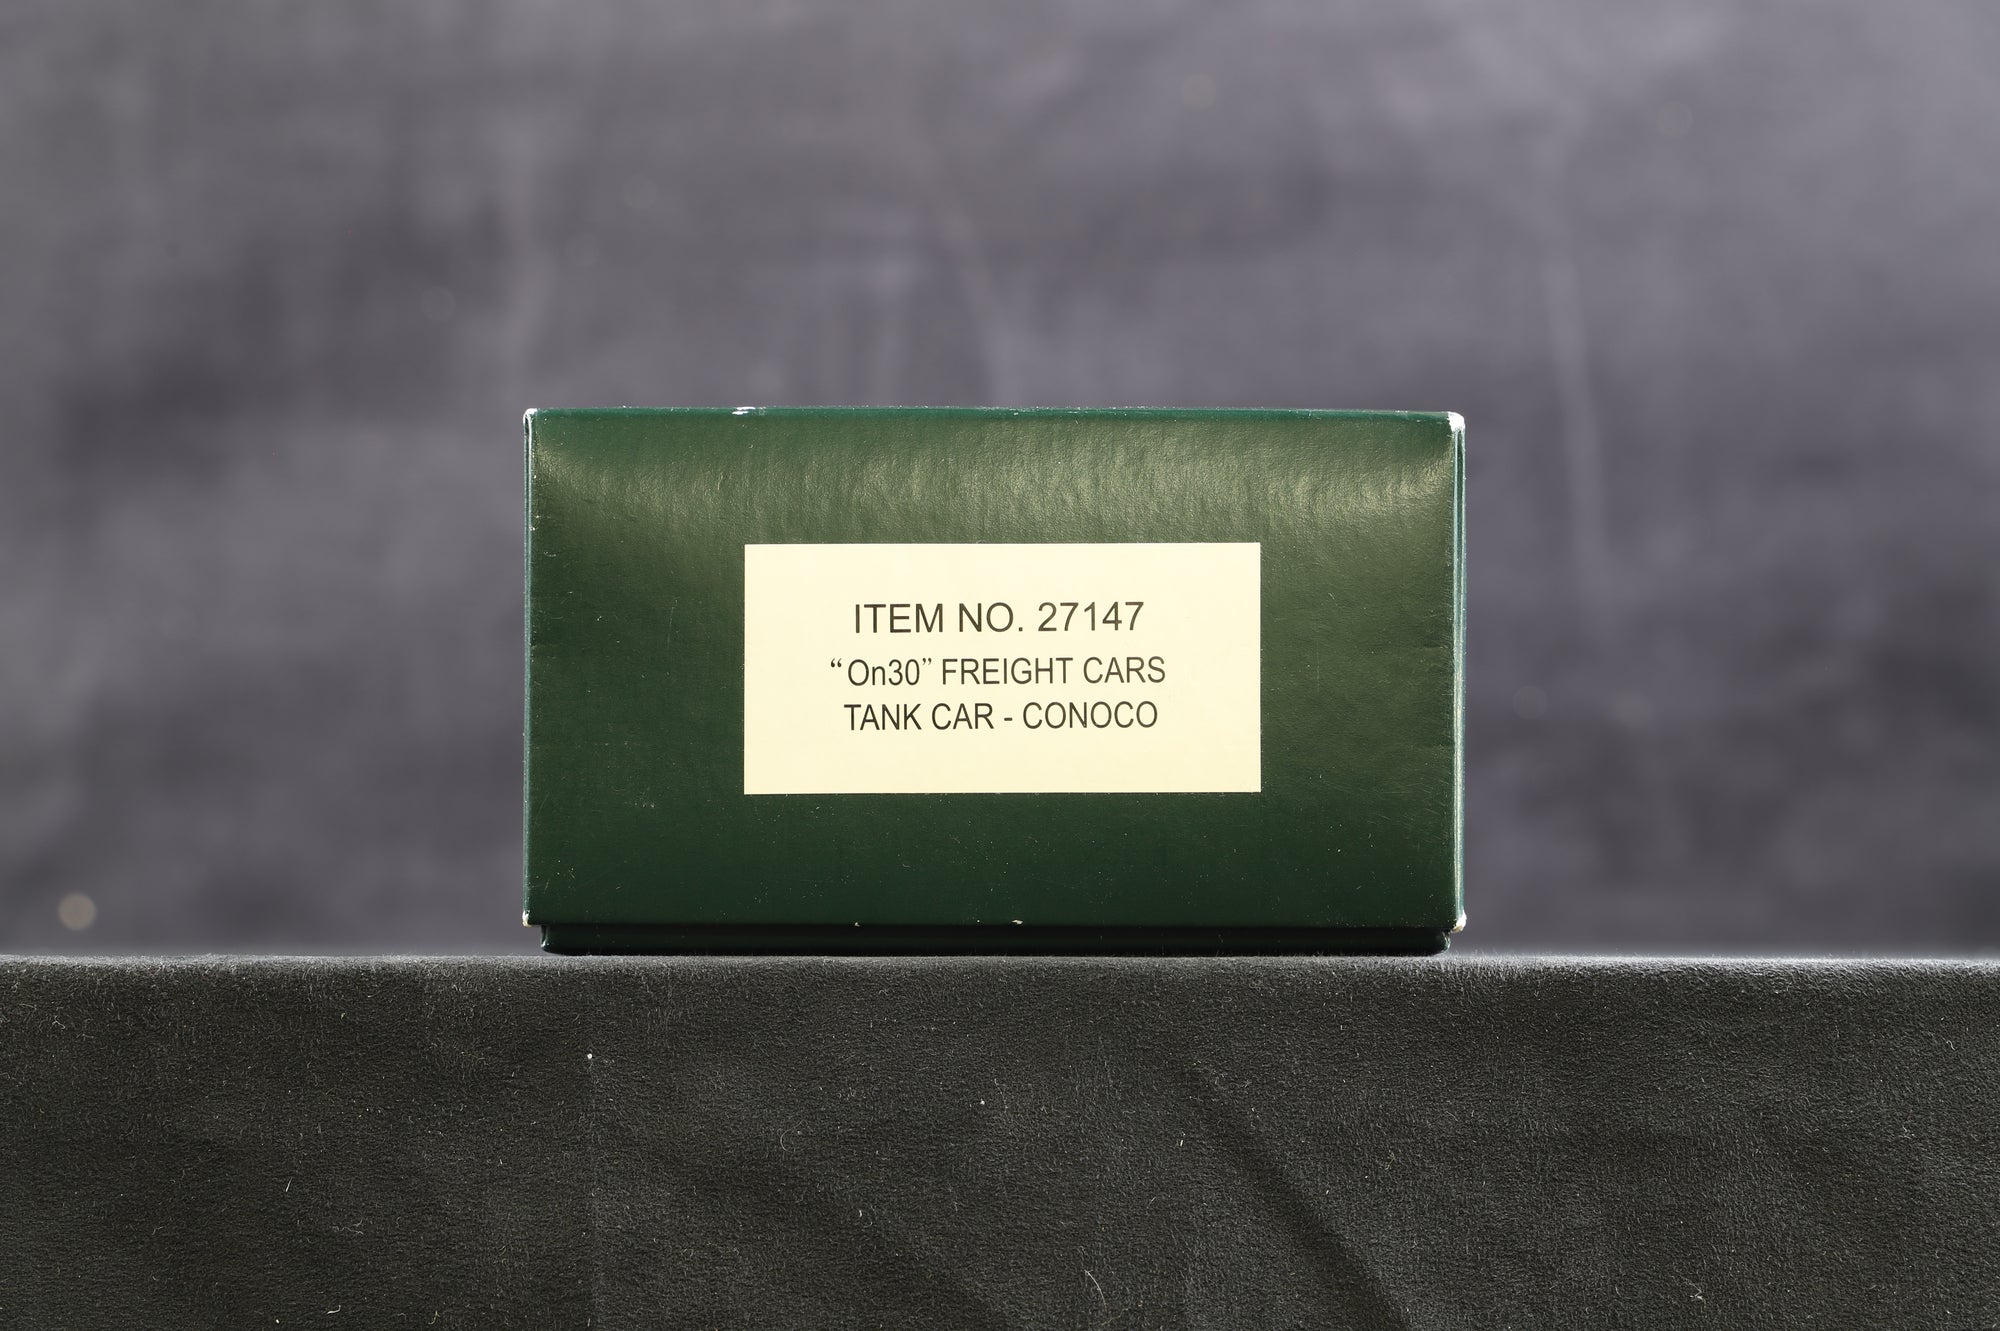 ITEM NO. 27147
“On30” FREIGHT CARS
TANK CAR - CONOCO